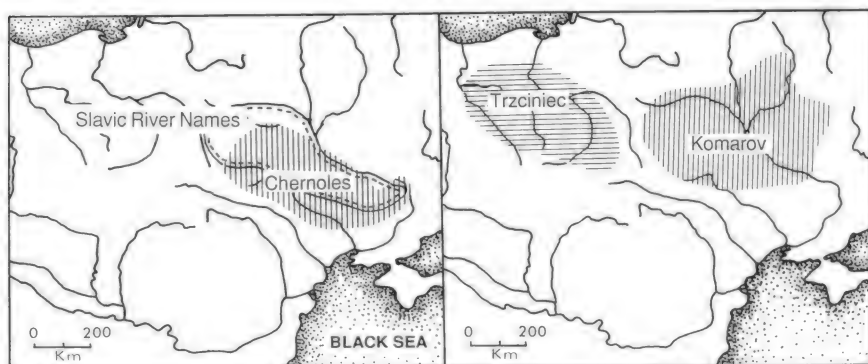 Slavic River Names
Chernoles
0 200
Km
BLACK SEA
Trzciniec
Komarov
0 200
Km